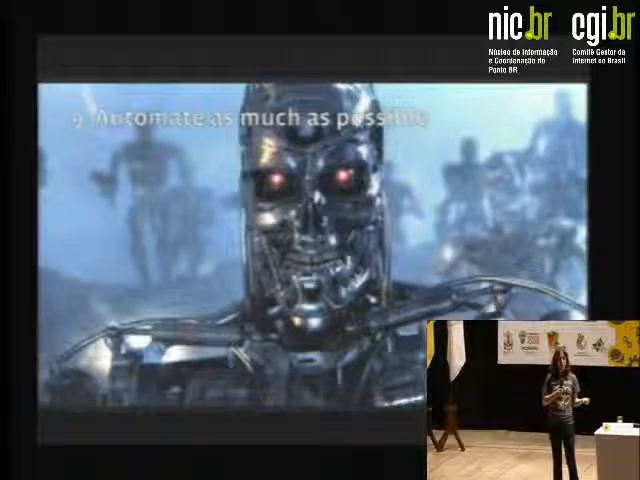 nic.br cgi.br
Núcleo de Informação
e Coordenação do
Ponto BR
Comitê Gestor da
Internet no Brasil
9. Automate as much as possible